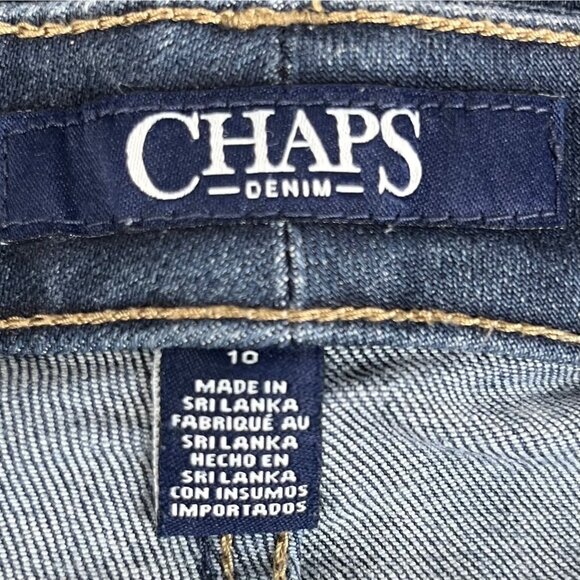 CHAPS
DENIM
10
MADE IN
SRI LANKA
FABRIQUÉ AU
SRI LANKA
HECHO EN
SRI LANKA
CON INSUMOS
IMPORTADOS